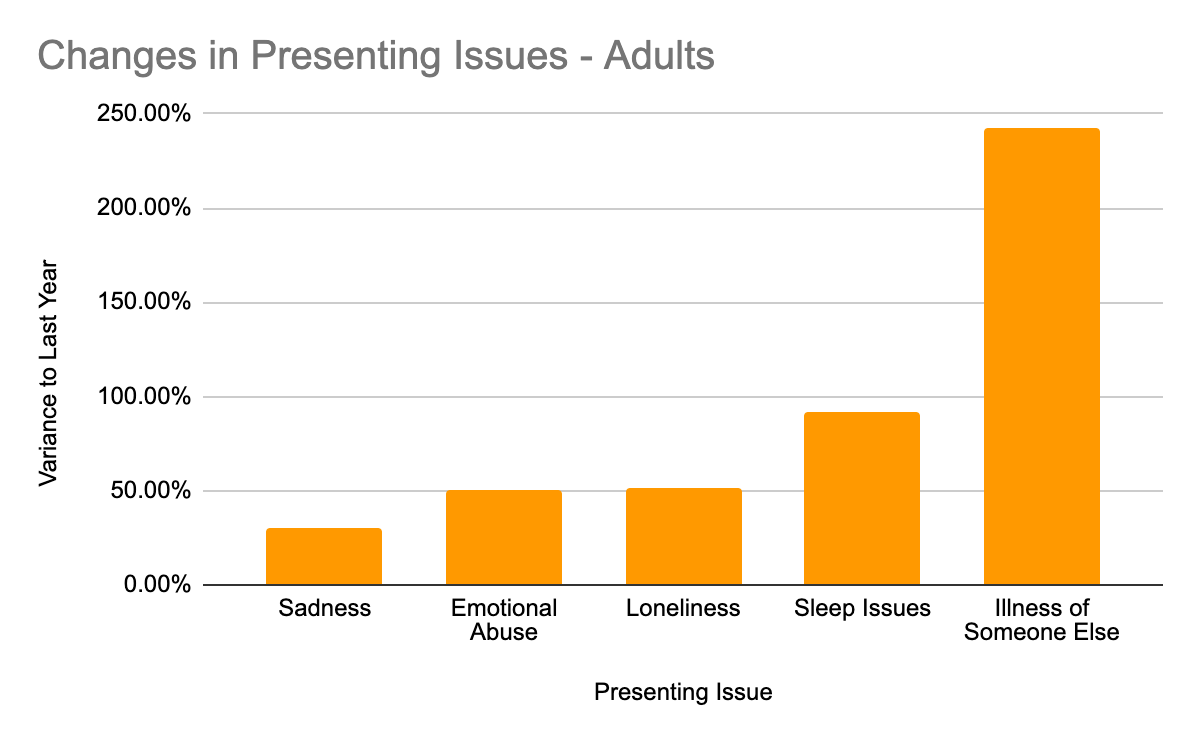 Changes in Presenting Issues - Adults
250.00%
200.00%
150.00%
100.00%
50.00%
0.00%
Variance to Last Year
Sadness
Emotional
Abuse
Loneliness
Sleep Issues
Illness of
Someone Else
Presenting Issue